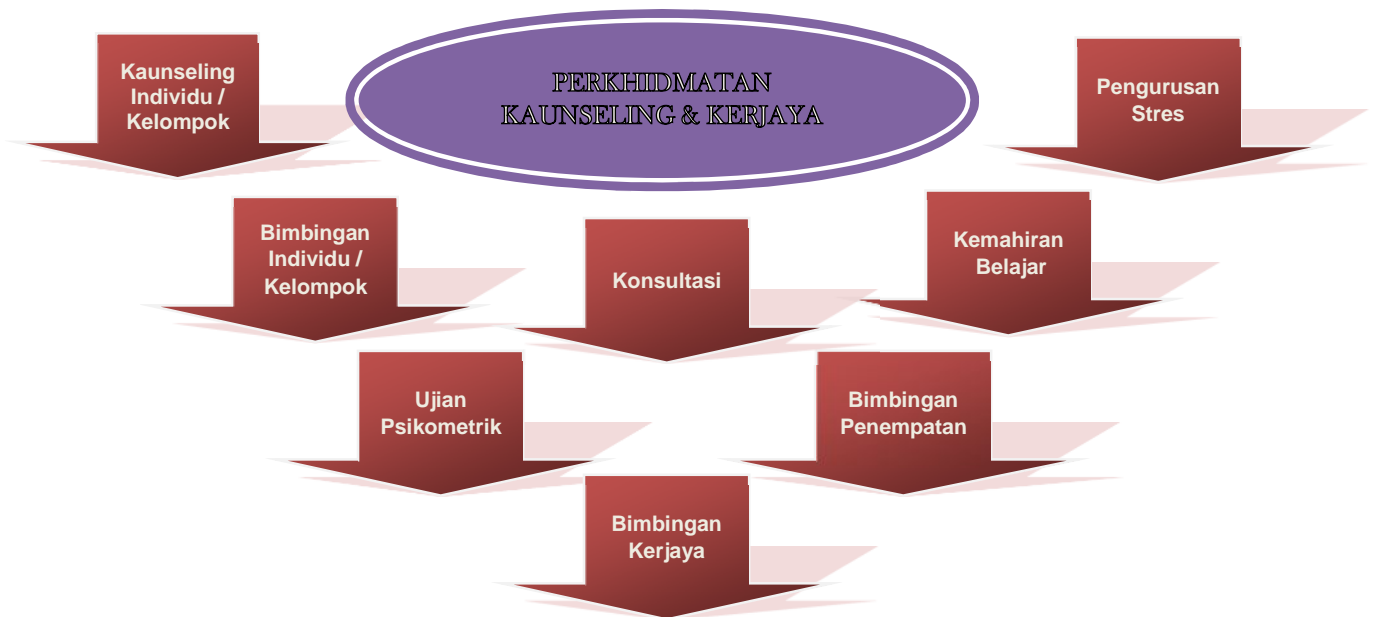 PERKHIDMATAN
KAUNSELING & KERJAYA
Kaunseling
Individu /
Kelompok
Pengurusan
Stres
Bimbingan
Individu /
Kelompok
Konsultasi
Kemahiran
Belajar
Ujian
Psikometrik
Bimbingan
Penempatan
Bimbingan
Kerjaya